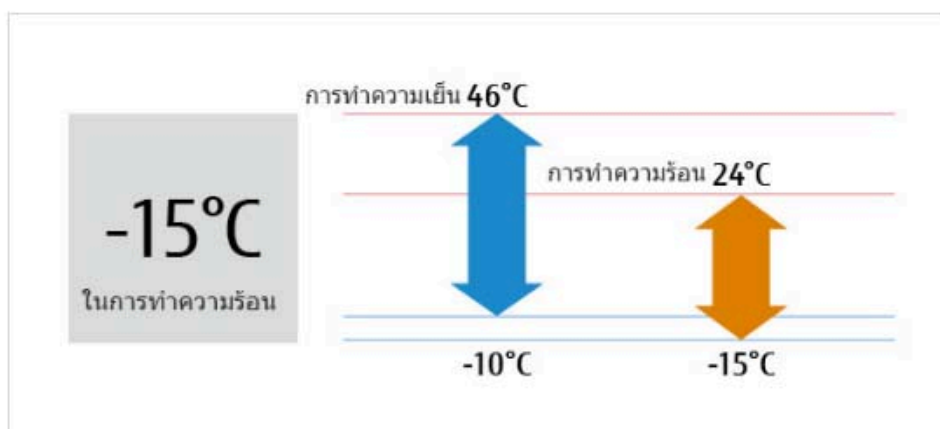 การทำความเย็น 46°C
การทำความร้อน 24°C
-15°C
ในการทำความร้อน
-10°C
-15°C